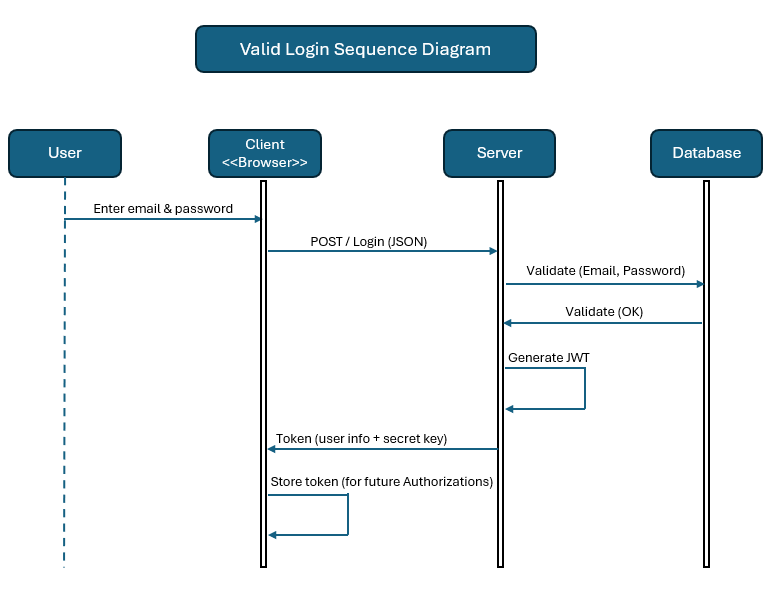 Valid Login Sequence Diagram
User
Client
<<Browser>>
Server
Database
Enter email & password
POST / Login (JSON)
Validate (Email, Password)
Validate (OK)
Generate JWT
Token (user info + secret key)
Store token (for future Authorizations)